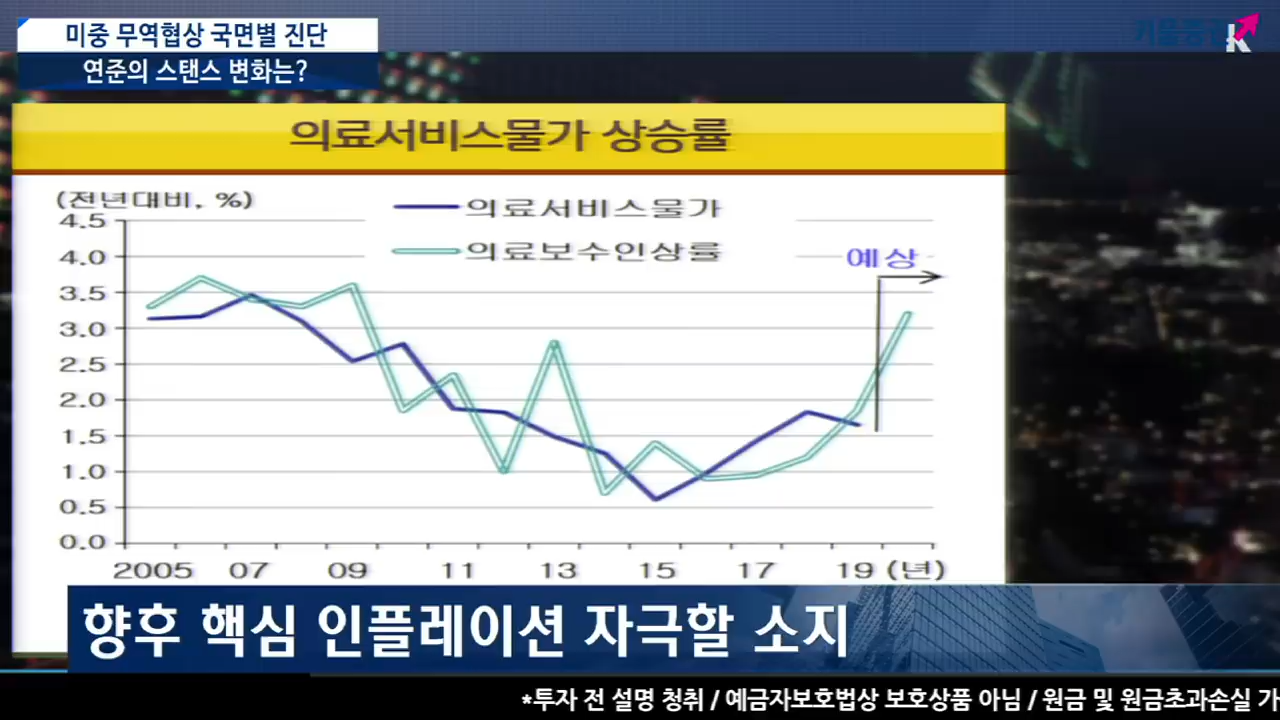 미중 무역협상 국면별 진단
연준의 스탠스 변화는?
키움증권
의료서비스물가 상승률
(전년대비, %)
의료서비스물가
의료보수인상률
예상
4.5
4.0
3.5
3.0
2.5
2.0
1.5
1.0
0.5
0.0
2005 07 09 11 13 15 17 19 (년)
향후 핵심 인플레이션 자극할 소지
*투자 전 설명 청취 / 예금자보호법상 보호상품 아님 / 원금 및 원금초과손실 가